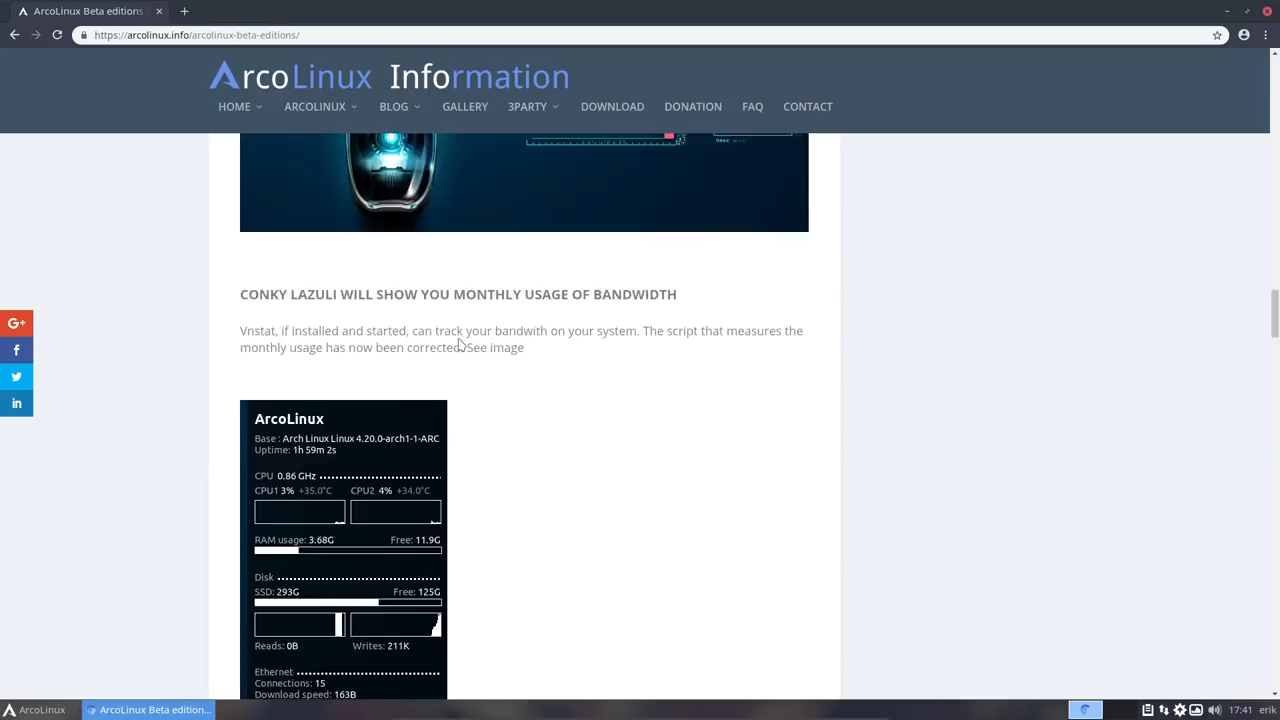 ArcoLinux Beta editions
https://arcolinux.info/arcolinux-beta-editions/
ArcoLinux Information
HOME ARCOLINUX BLOG GALLERY 3PARTY DOWNLOAD DONATION FAQ CONTACT
CONKY LAZULI WILL SHOW YOU MONTHLY USAGE OF BANDWIDTH
Vnstat, if installed and started, can track your bandwith on your system. The script that measures the
monthly usage has now been corrected. See image
G+
f
in
ArcoLinux
Base : Arch Linux Linux 4.20.0-arch1-1-ARC
Uptime: 1h 59m 2s
CPU 0.86 GHz
CPU1 3% +35.0°C CPU2 4% +34.0°C
RAM usage: 3.68G Free: 11.9G
Disk
SSD: 293G Free: 125G
Reads: 0B Writes: 211K
Ethernet
Connections: 15
Download speed: 163B
ArcoLinux ArcoLinux Beta edition... 17:41 erik